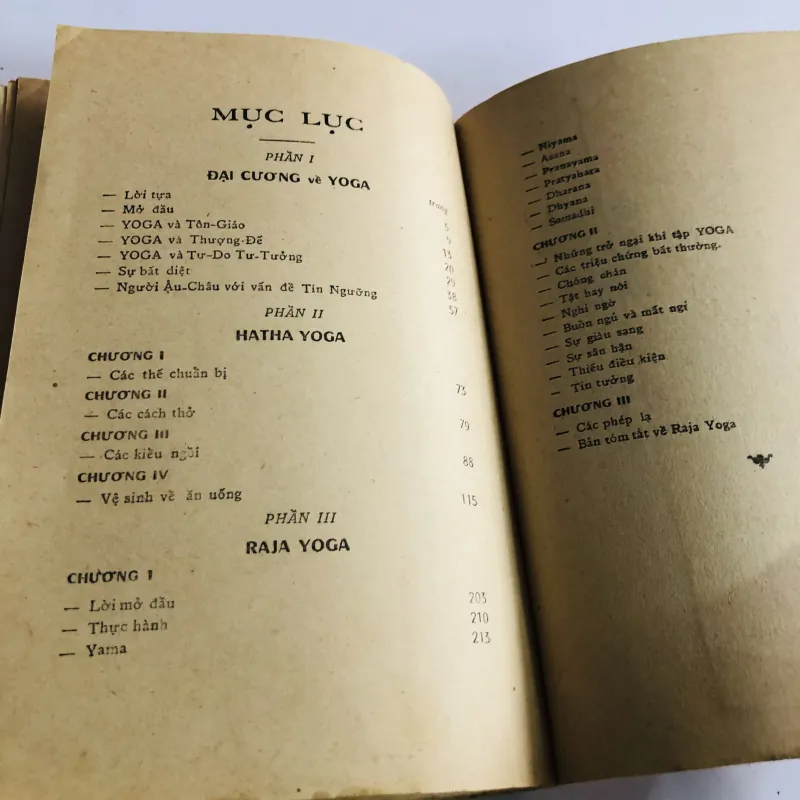 MỤC LỤC
PHẦN I
ĐẠI CƯƠNG về YOGA
trang
— Lời tựa 5
— Mở đầu 9
— YOGA và Tôn-Giáo 13
— YOGA và Thượng-Đế 20
— YOGA và Tư-Do Tư-Tưởng 29
— Sự bất diệt 38
— Người Ậu-Châu với vấn đề Tín Ngưỡng 57
PHẦN II
HATHA YOGA
CHƯƠNG I
— Các thế chuẩn bị 73
CHƯƠNG II
— Các cách thở 79
CHƯƠNG III
— Các kiểu ngồi 88
CHƯƠNG IV
— Vệ sinh về ăn uống 115
PHẦN III
RAJA YOGA
CHƯƠNG I
— Lời mở đầu 203
— Thực hành 210
— Yama 213
— Niyama
— Asana
— Pranayama
— Pratyahara
— Dharana
— Dhyana
— Samadhi
CHƯƠNG II
— Những trở ngại khi tập YOGA
— Các triệu chứng bất thường.
— Chóng chán
— Tật hay nói
— Nghi ngờ
— Buồn ngủ và mất ngủ
— Sự giàu sang
— Sự sân hận
— Thiếu điều kiện
— Tin tưởng
CHƯƠNG III
— Các phép lạ
— Bản tóm tắt về Raja Yoga